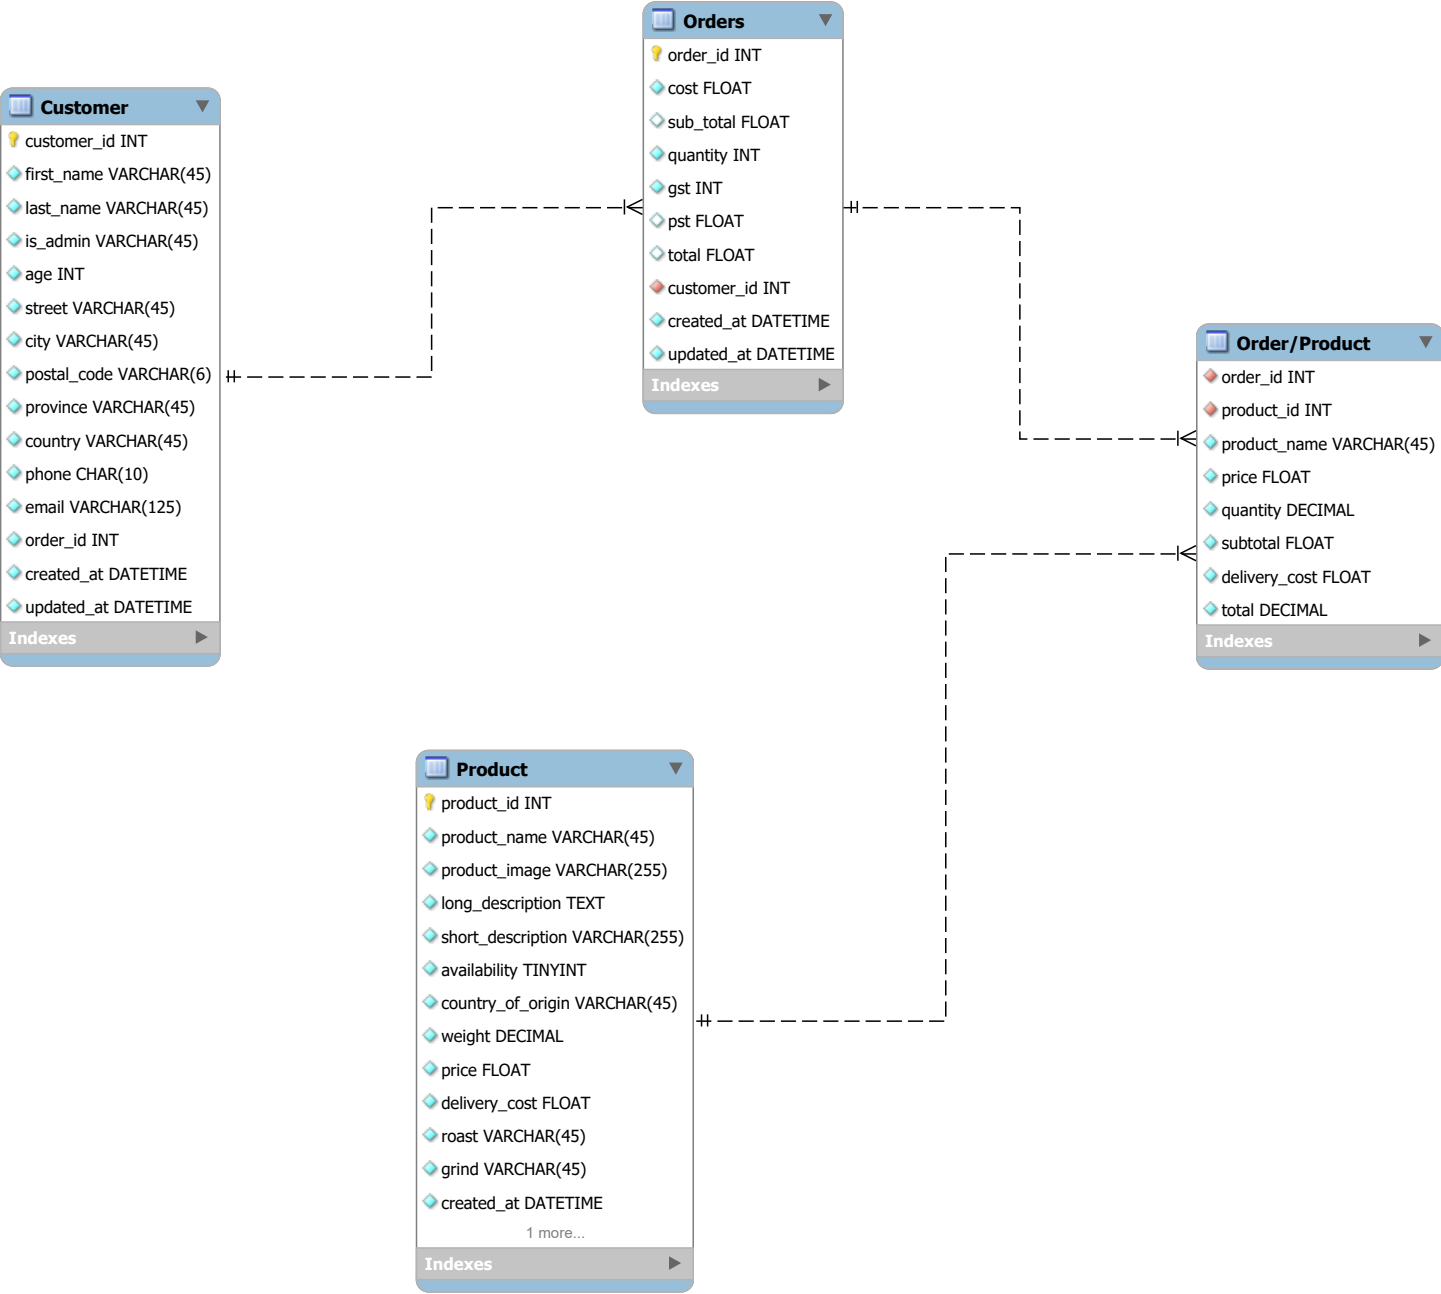 Orders
order_id INT
cost FLOAT
sub_total FLOAT
quantity INT
gst INT
pst FLOAT
total FLOAT
customer_id INT
created_at DATETIME
updated_at DATETIME
Indexes
Customer
customer_id INT
first_name VARCHAR(45)
last_name VARCHAR(45)
is_admin VARCHAR(45)
age INT
street VARCHAR(45)
city VARCHAR(45)
postal_code VARCHAR(6)
province VARCHAR(45)
country VARCHAR(45)
phone CHAR(10)
email VARCHAR(125)
order_id INT
created_at DATETIME
updated_at DATETIME
Indexes
Order/Product
order_id INT
product_id INT
product_name VARCHAR(45)
price FLOAT
quantity DECIMAL
subtotal FLOAT
delivery_cost FLOAT
total DECIMAL
Indexes
Product
product_id INT
product_name VARCHAR(45)
product_image VARCHAR(255)
long_description TEXT
short_description VARCHAR(255)
availability TINYINT
country_of_origin VARCHAR(45)
weight DECIMAL
price FLOAT
delivery_cost FLOAT
roast VARCHAR(45)
grind VARCHAR(45)
created_at DATETIME
1 more...
Indexes